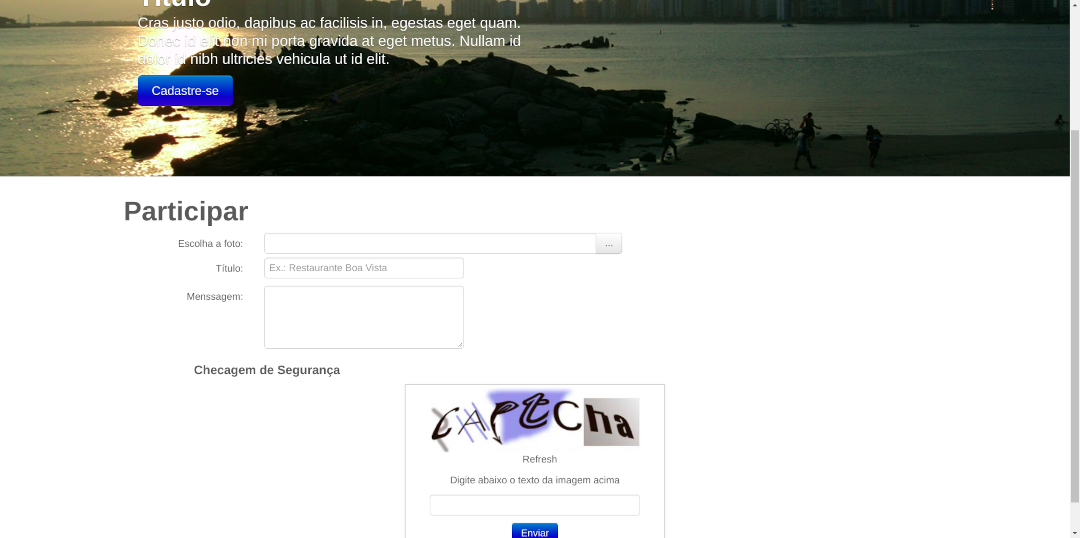 Título
Cras justo odio, dapibus ac facilisis in, egestas eget quam.
Donec id elit non mi porta gravida at eget metus. Nullam id
dolor id nibh ultricies vehicula ut id elit.
Cadastre-se
Participar
Escolha a foto:
...
Título:
Ex.: Restaurante Boa Vista
Menssagem:
Checagem de Segurança
CAPtCha
Refresh
Digite abaixo o texto da imagem acima
Enviar